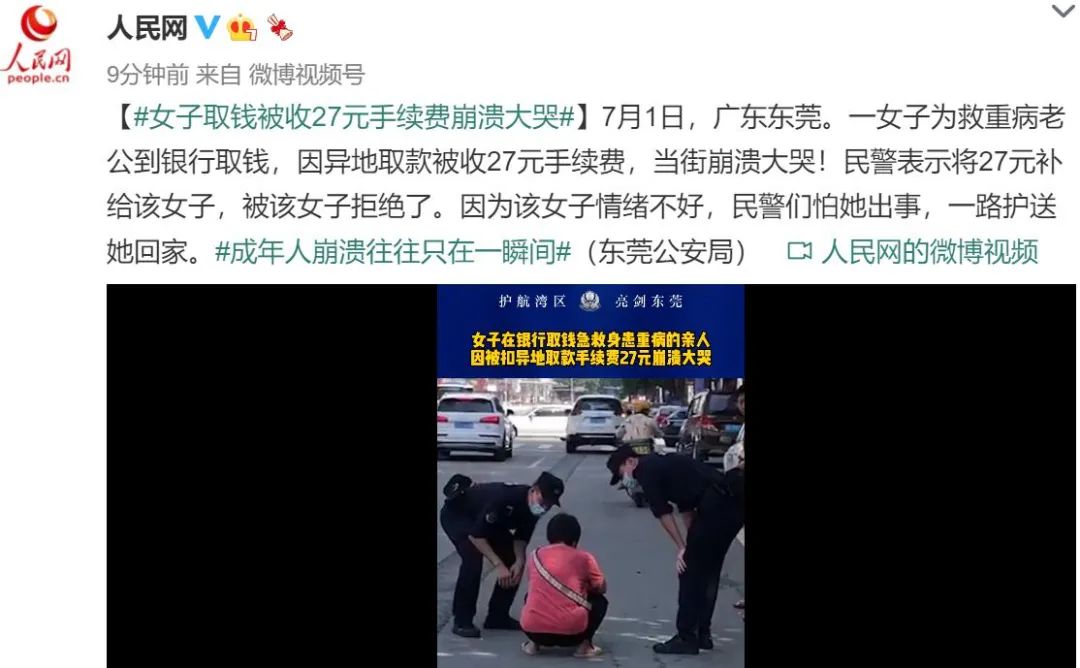 人民网
people.cn
人民网
9分钟前 来自 微博视频号
【#女子取钱被收27元手续费崩溃大哭#】7月1日，广东东莞。一女子为救重病老
公到银行取钱，因异地取款被收27元手续费，当街崩溃大哭！民警表示将27元补
给该女子，被该女子拒绝了。因为该女子情绪不好，民警们怕她出事，一路护送
她回家。#成年人崩溃往往只在一瞬间#（东莞公安局） 人民网的微博视频
护航湾区 亮剑东莞
女子在银行取钱急救身患重病的亲人
因被扣异地取款手续费27元崩溃大哭